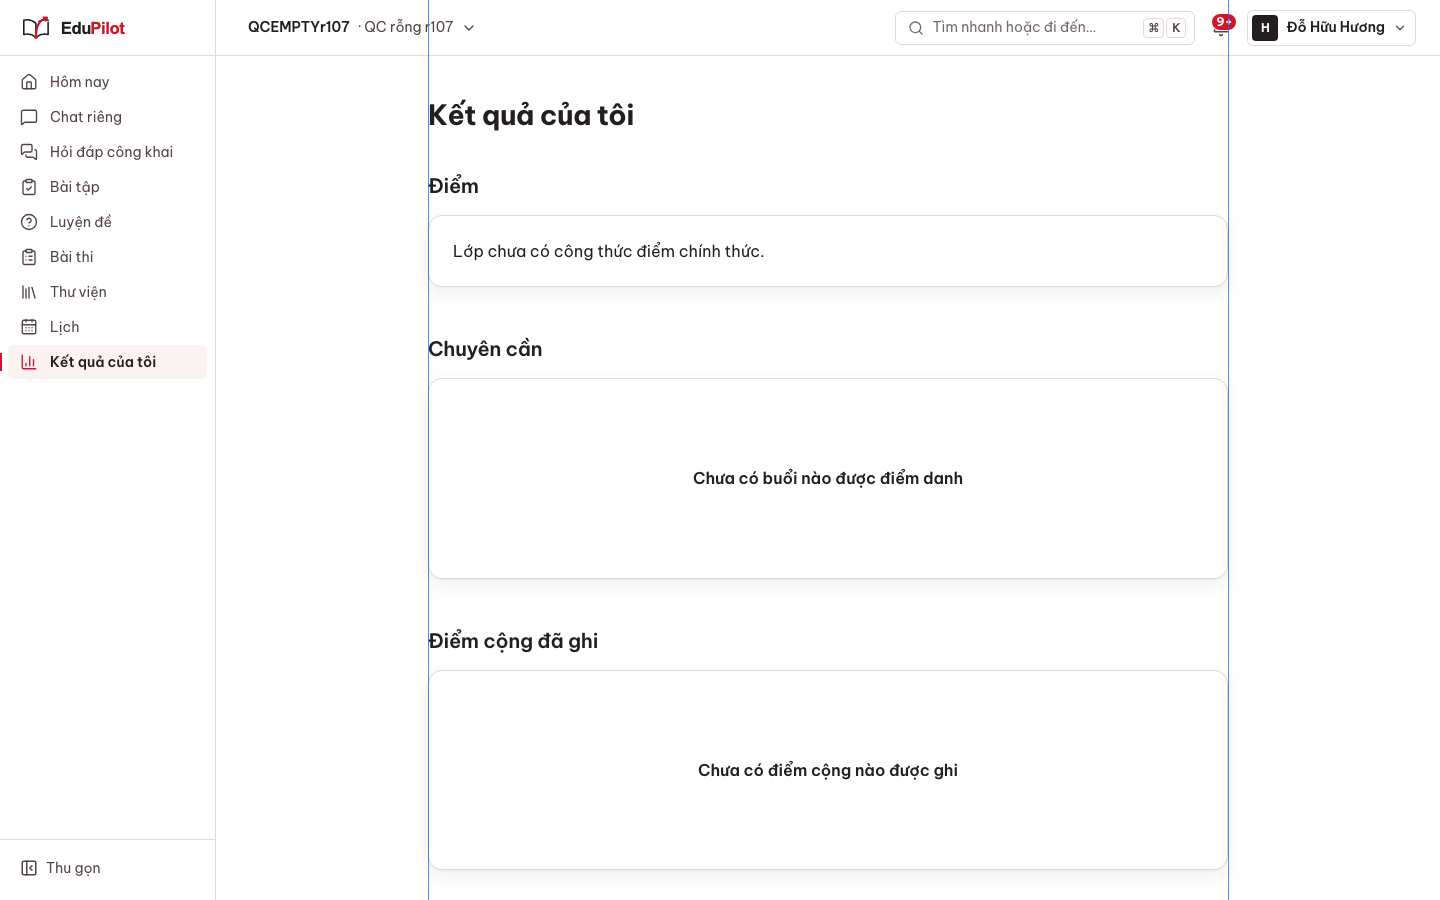 EduPilot
QCEMPTYr107 · QC rỗng r107
Tìm nhanh hoặc đi đến...
⌘ K
9+
H
Đỗ Hữu Hương
Hôm nay
Chat riêng
Hỏi đáp công khai
Bài tập
Luyện đề
Bài thi
Thư viện
Lịch
Kết quả của tôi
Thu gọn
Kết quả của tôi
Điểm
Lớp chưa có công thức điểm chính thức.
Chuyên cần
Chưa có buổi nào được điểm danh
Điểm cộng đã ghi
Chưa có điểm cộng nào được ghi